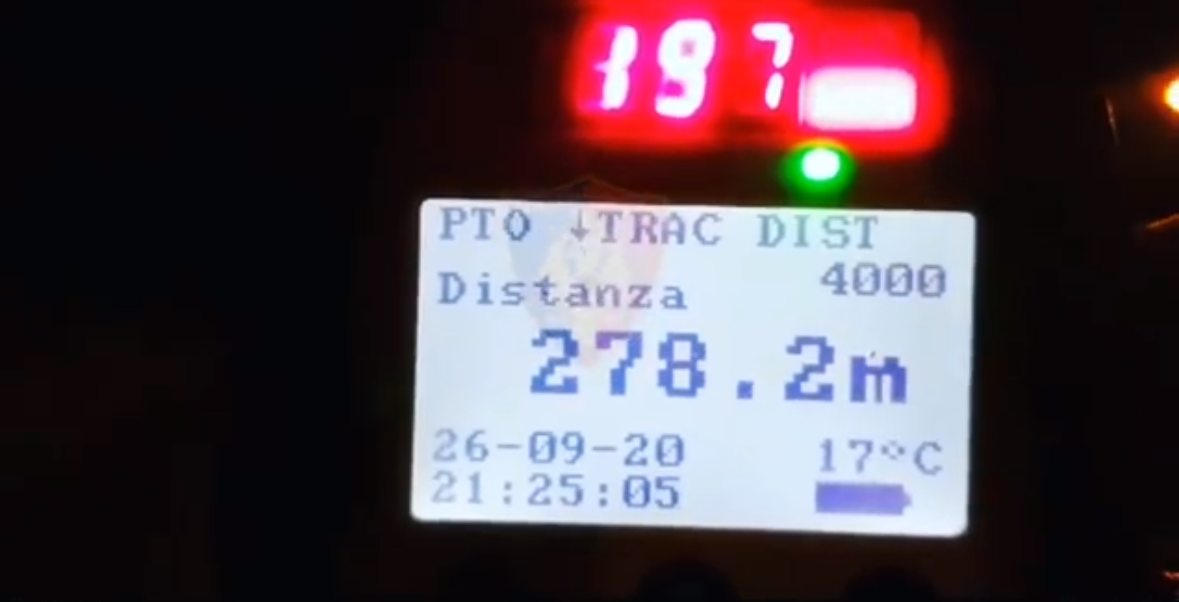 197
PTO ↓TRAC DIST
4000
Distanza
278.2m
26-09-20
17°C
21:25:05